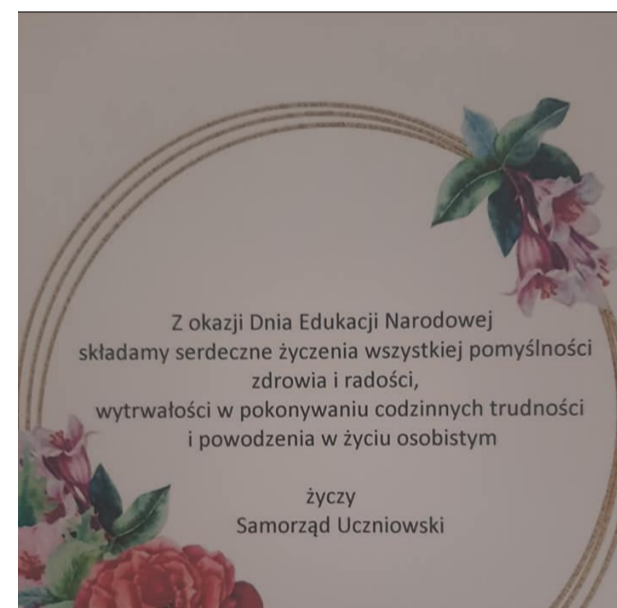 Z okazji Dnia Edukacji Narodowej
składamy serdeczne życzenia wszystkiej pomyślności
zdrowia i radości,
wytrwałości w pokonywaniu codzinnych trudności
i powodzenia w życiu osobistym
życzy
Samorząd Uczniowski